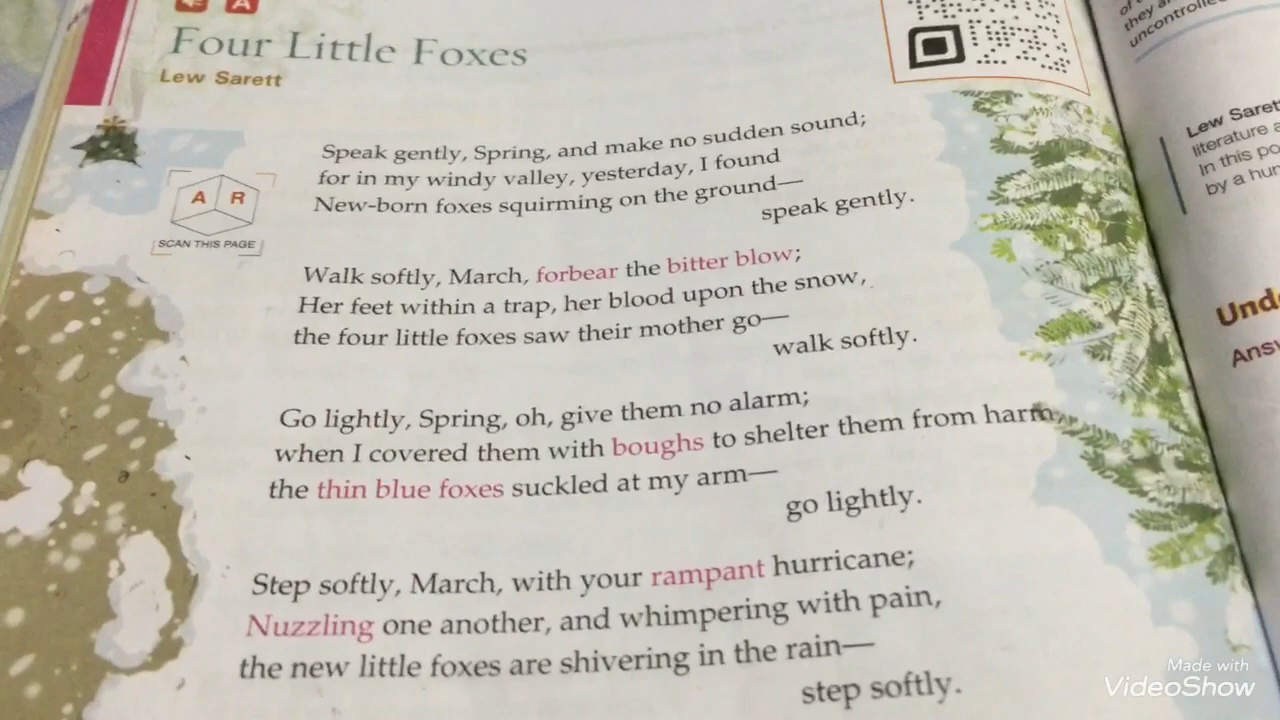 A
Four Little Foxes
Lew Sarett
A R
SCAN THIS PAGE
Speak gently, Spring, and make no sudden sound;
for in my windy valley, yesterday, I found
New-born foxes squirming on the ground—
speak gently.
Walk softly, March, forbear the bitter blow;
Her feet within a trap, her blood upon the snow,
the four little foxes saw their mother go—
walk softly.
Go lightly, Spring, oh, give them no alarm;
when I covered them with boughs to shelter them from harm,
the thin blue foxes suckled at my arm—
go lightly.
Step softly, March, with your rampant hurricane;
Nuzzling one another, and whimpering with pain,
the new little foxes are shivering in the rain—
step softly.
of
they
uncontrolle
Lew Saret
literature a
In this po
by a hur
Und
Ans
Made with
VideoShow